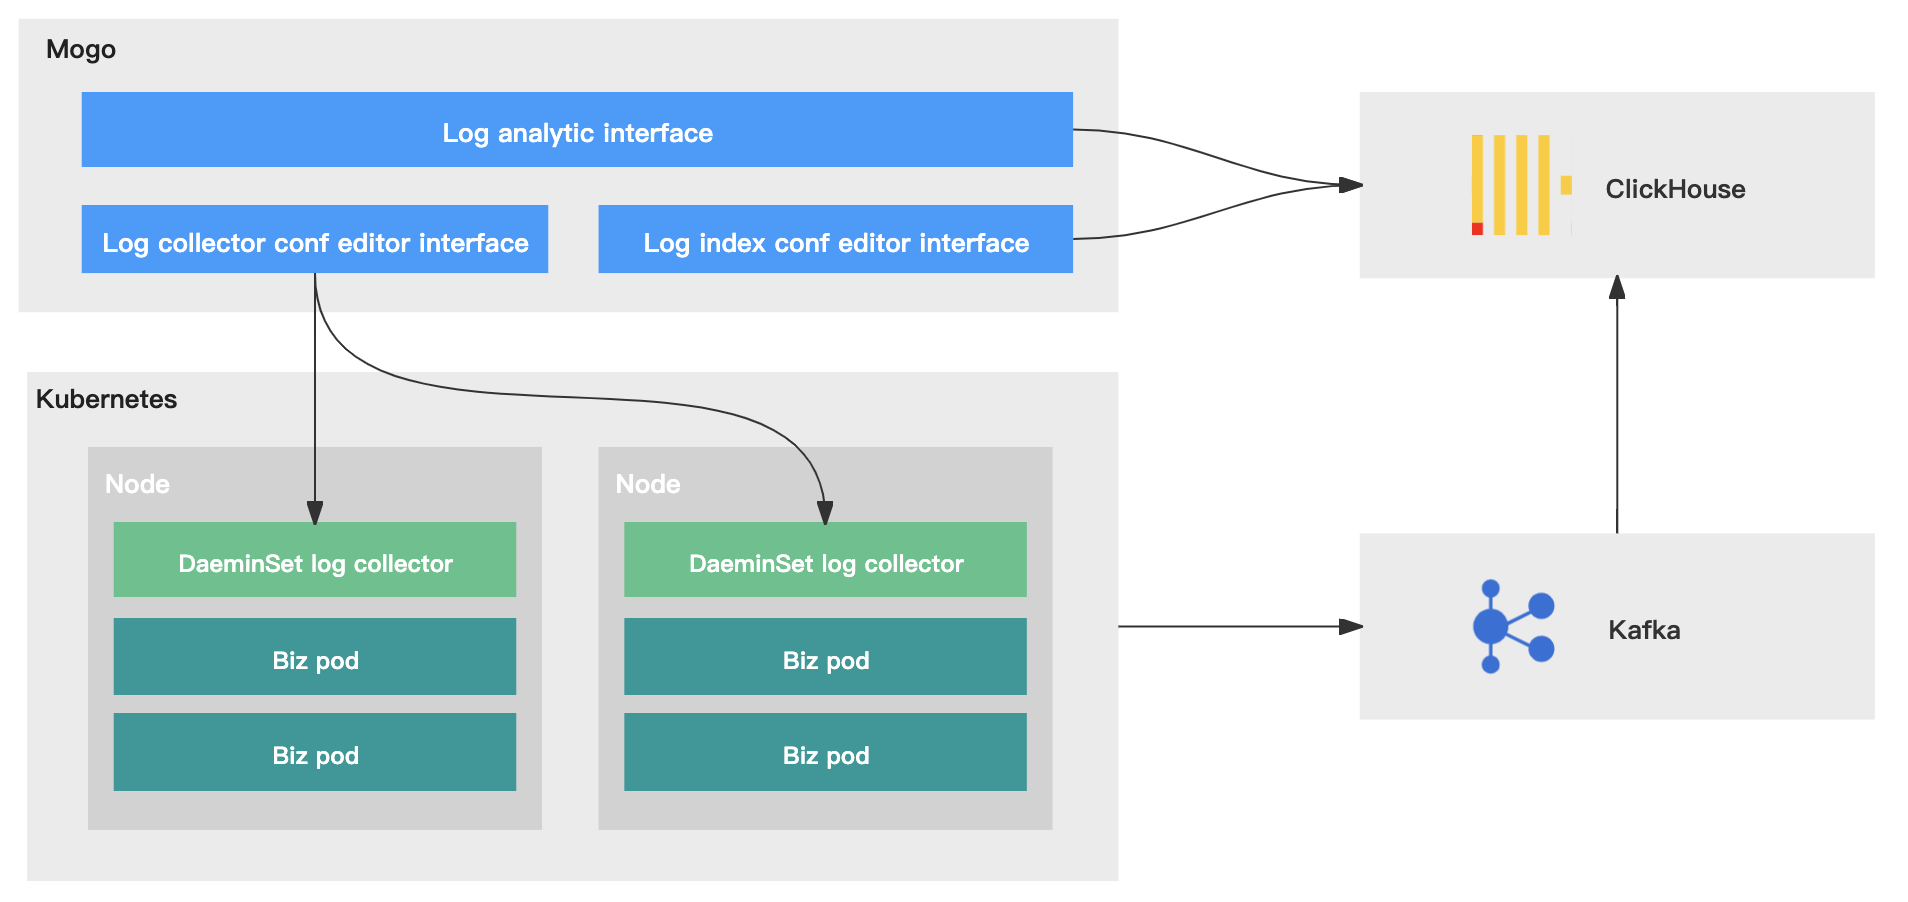 Mogo
Log analytic interface
Log collector conf editor interface
Log index conf editor interface
ClickHouse
Kubernetes
Node
DaeminSet log collector
Biz pod
Biz pod
Node
DaeminSet log collector
Biz pod
Biz pod
Kafka